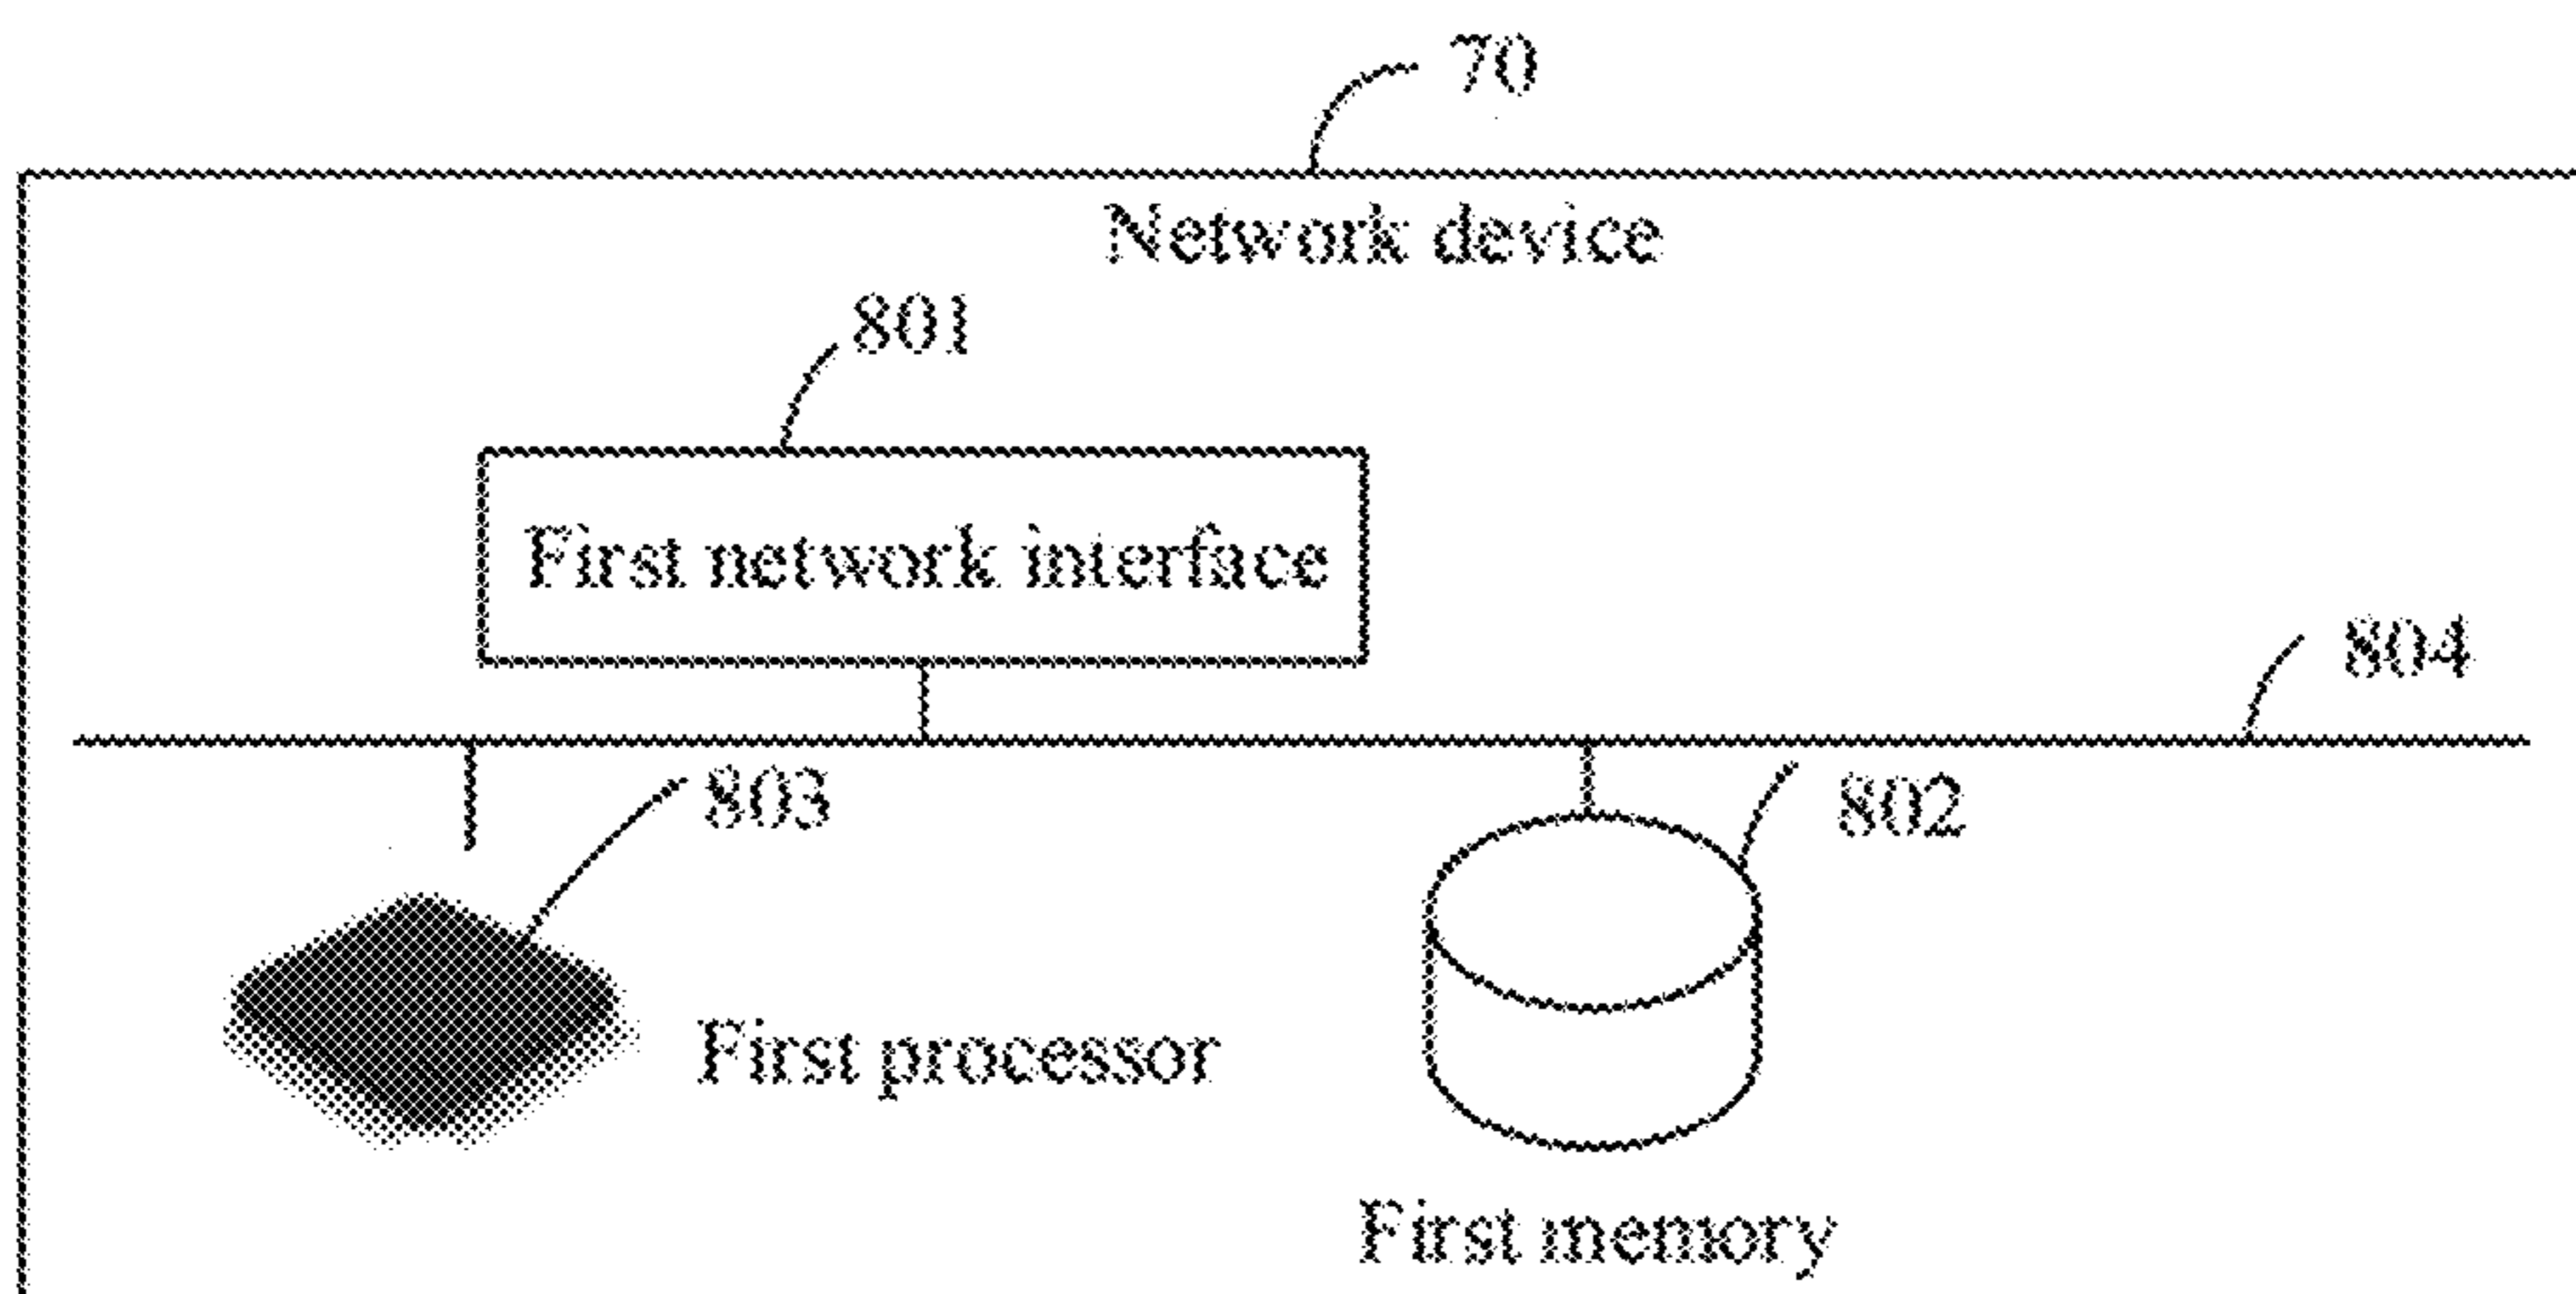 70
Network device
801
First network interface
804
803
802
First processor
First memory